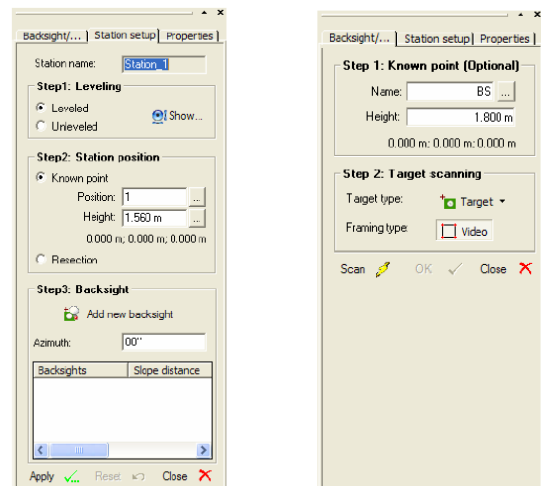 Backsight/... Station setup Properties
Station name: Station_1
Step1: Leveling
Leveled
Show...
Unleveled
Step2: Station position
Known point
Position: 1 ...
Height: 1.560 m ...
0.000 m; 0.000 m; 0.000 m
Resection
Step3: Backsight
Add new backsight
Azimuth: 00"
Backsights Slope distance
Apply Reset Close
Backsight/... Station setup Properties
Step 1: Known point (Optional)
Name: BS ...
Height: 1.800 m
0.000 m; 0.000 m; 0.000 m
Step 2: Target scanning
Target type: Target
Framing type: Video
Scan OK Close